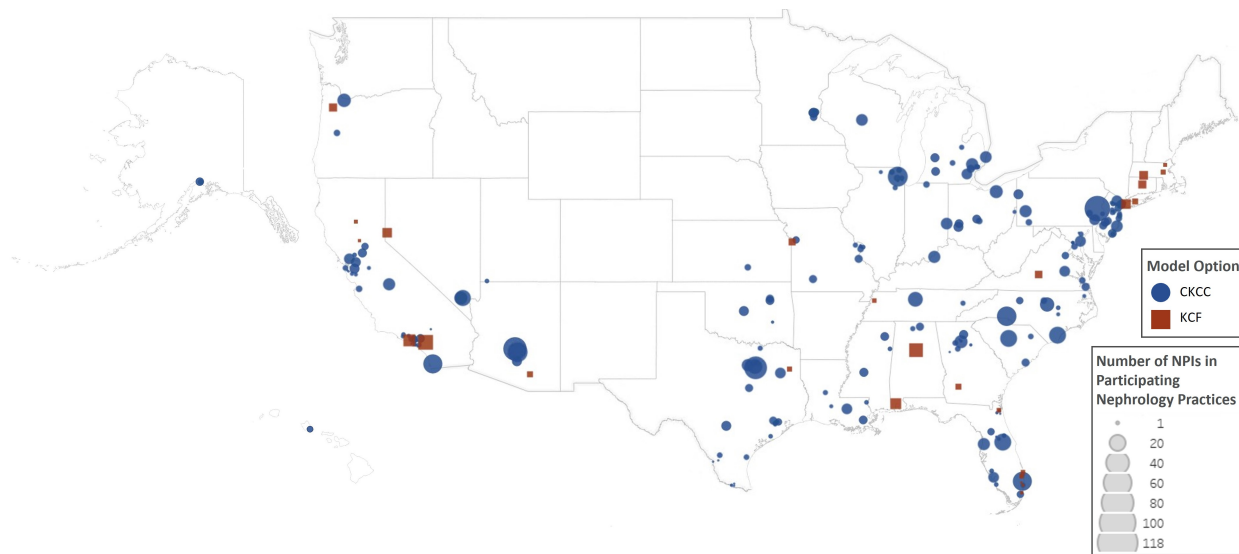 Model Option
CKCC
KCF
Number of NPIs in
Participating
Nephrology Practices
1
20
40
60
80
100
118